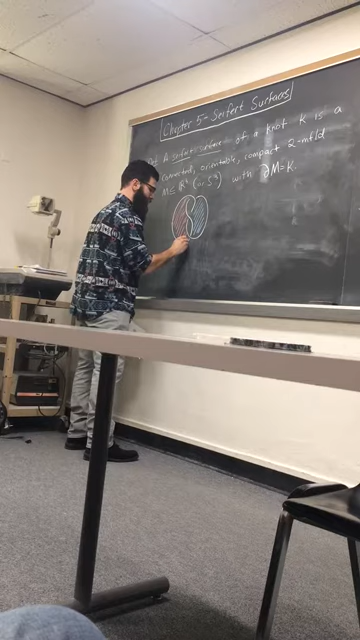 Chapter 5 - Seifert Surfaces
Def. A seifert surface of a knot K is a
connected, orientable, compact 2-mfld
M ⊆ ℝ³ (or S³) with ∂M = K.